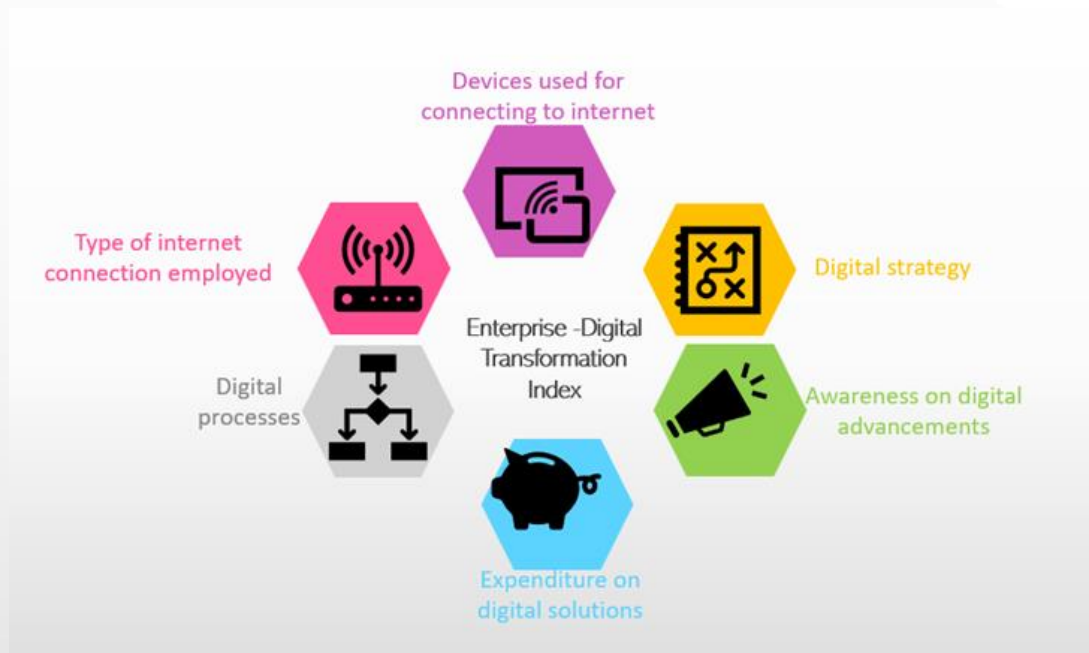 Devices used for
connecting to internet
Type of internet
connection employed
Digital strategy
Enterprise -Digital
Transformation
Index
Digital
processes
Awareness on digital
advancements
Expenditure on
digital solutions